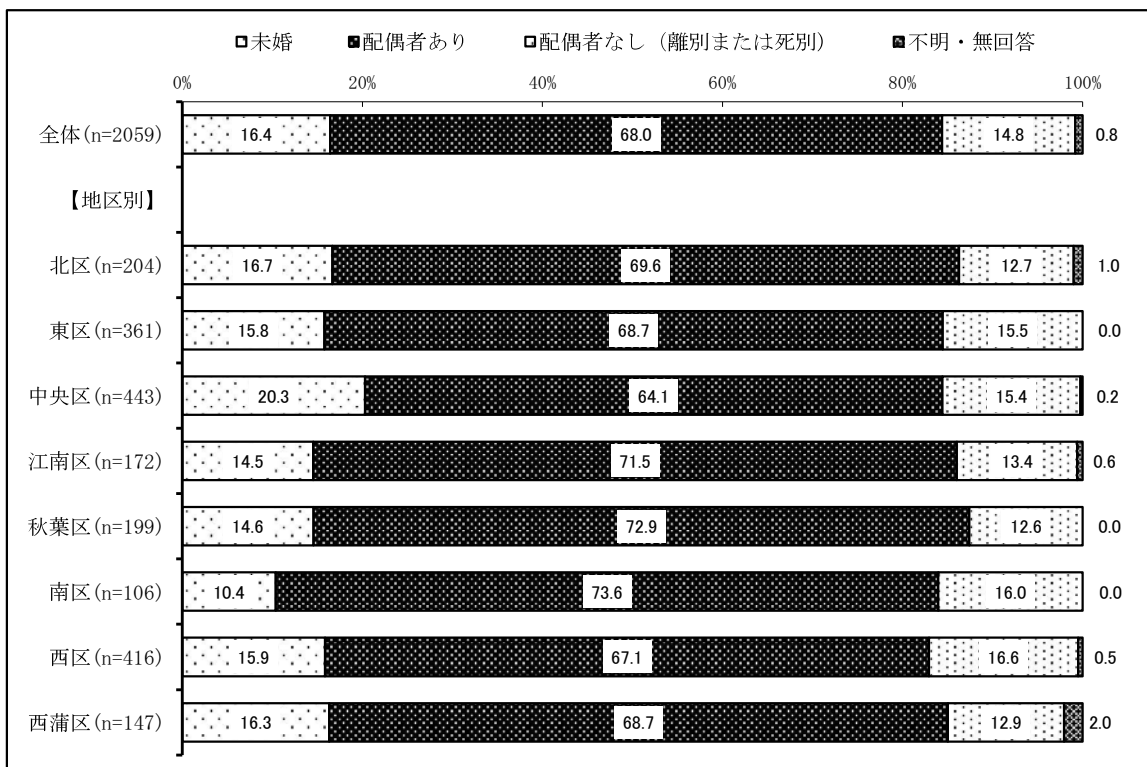 未婚 配偶者あり 配偶者なし（離別または死別） 不明・無回答
0% 20% 40% 60% 80% 100%
全体(n=2059) 16.4 68.0 14.8 0.8
【地区別】
北区(n=204) 16.7 69.6 12.7 1.0
東区(n=361) 15.8 68.7 15.5 0.0
中央区(n=443) 20.3 64.1 15.4 0.2
江南区(n=172) 14.5 71.5 13.4 0.6
秋葉区(n=199) 14.6 72.9 12.6 0.0
南区(n=106) 10.4 73.6 16.0 0.0
西区(n=416) 15.9 67.1 16.6 0.5
西蒲区(n=147) 16.3 68.7 12.9 2.0